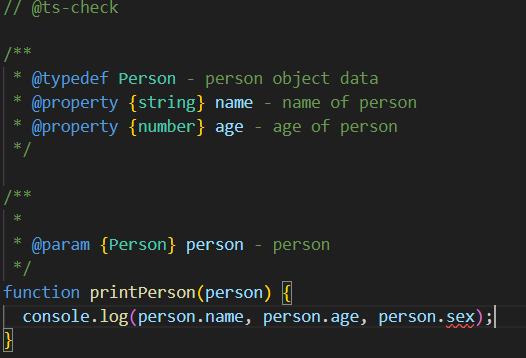 // @ts-check
/**
 * @typedef Person - person object data
 * @property {string} name - name of person
 * @property {number} age - age of person
 */
/**
 *
 * @param {Person} person - person
 */
function printPerson(person) {
  console.log(person.name, person.age, person.sex);
}